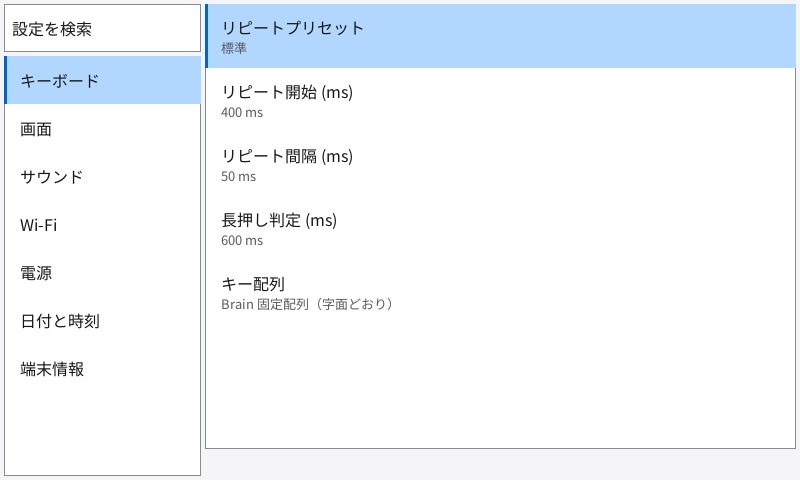 設定を検索
キーボード
画面
サウンド
Wi-Fi
電源
日付と時刻
端末情報
リピートプリセット
標準
リピート開始 (ms)
400 ms
リピート間隔 (ms)
50 ms
長押し判定 (ms)
600 ms
キー配列
Brain 固定配列（字面どおり）